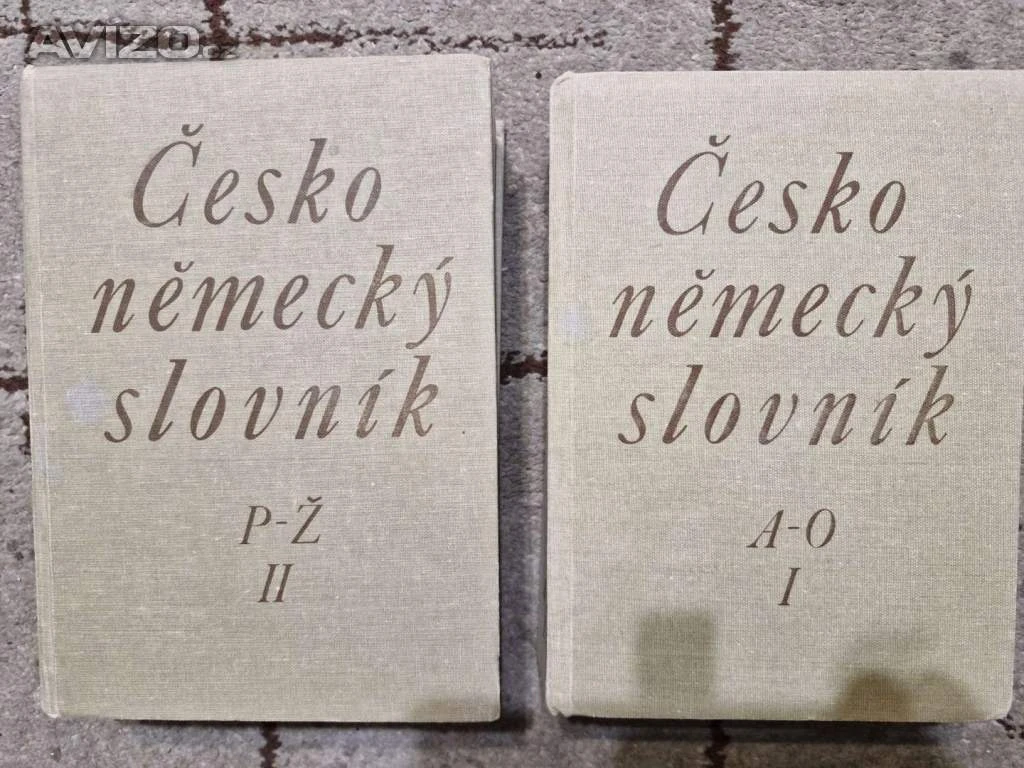 AVIZO
Česko
německý
slovník
P-Ž
II
Česko
německý
slovník
A-O
I